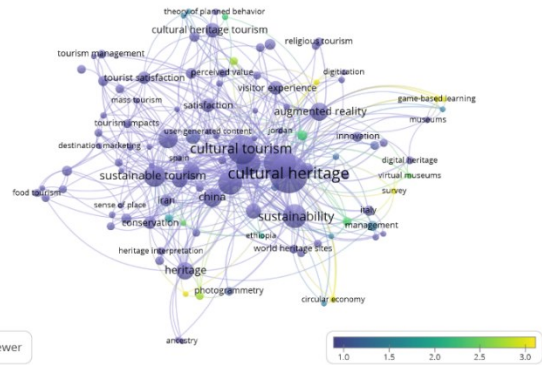 theory of planned behavior
cultural heritage tourism
religious tourism
tourism management
perceived value
digitization
tourist satisfaction
visitor experience
mass tourism
game-based learning
satisfaction
augmented reality
museums
tourism impacts
user-generated content
jordan
innovation
destination marketing
cultural tourism
spain
digital heritage
sustainable tourism
cultural heritage
virtual museums
survey
food tourism
iran
china
sense of place
italy
conservation
sustainability
management
ethiopia
heritage interpretation
world heritage sites
heritage
photogrammetry
circular economy
ancestry
ewer
1.0 1.5 2.0 2.5 3.0